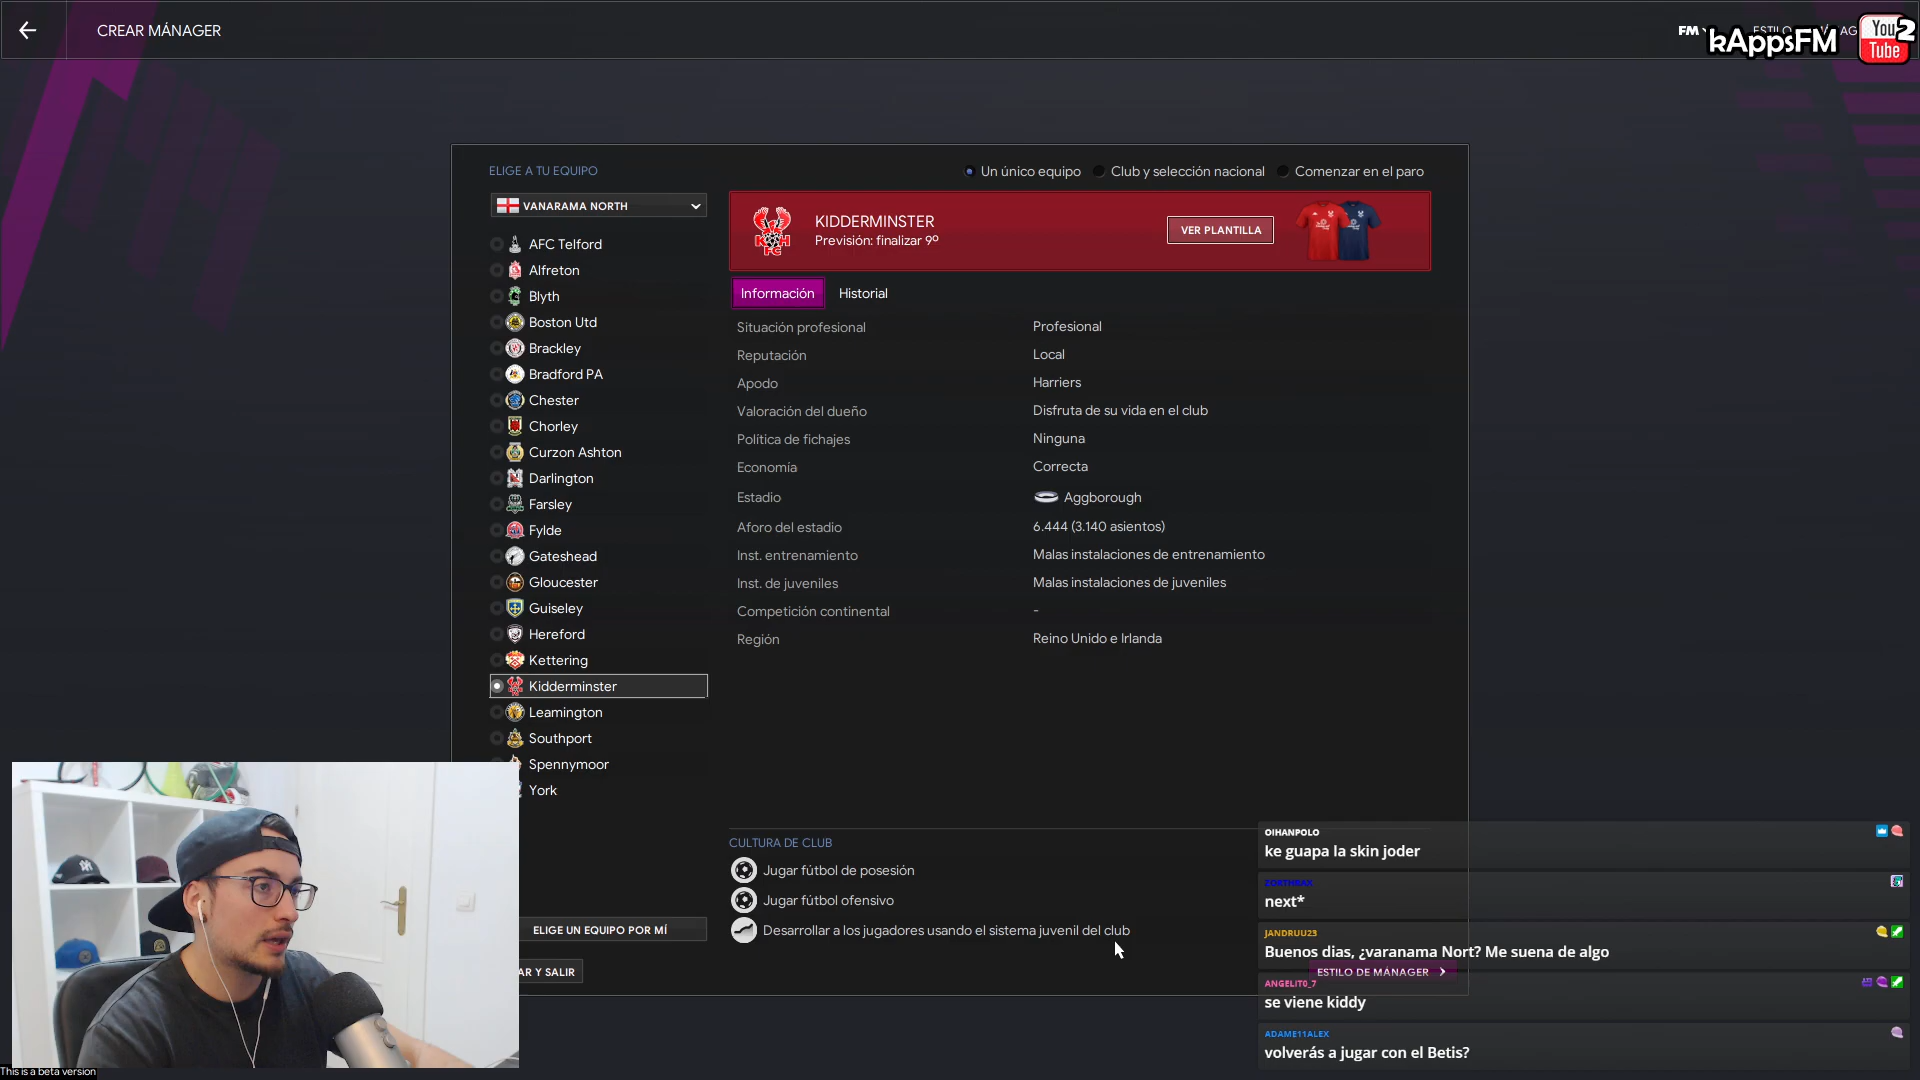 CREAR MÁNAGER
FM
kAppsFM
You2
Tube
ELIGE A TU EQUIPO
Un único equipo
Club y selección nacional
Comenzar en el paro
VANARAMA NORTH
AFC Telford
Alfreton
Blyth
Boston Utd
Brackley
Bradford PA
Chester
Chorley
Curzon Ashton
Darlington
Farsley
Fylde
Gateshead
Gloucester
Guiseley
Hereford
Kettering
Kidderminster
Leamington
Southport
Spennymoor
York
ELIGE UN EQUIPO POR MÍ
AR Y SALIR
KIDDERMINSTER
Previsión: finalizar 9º
VER PLANTILLA
Información
Historial
Situación profesional Profesional
Reputación Local
Apodo Harriers
Valoración del dueño Disfruta de su vida en el club
Política de fichajes Ninguna
Economía Correcta
Estadio Aggborough
Aforo del estadio 6.444 (3.140 asientos)
Inst. entrenamiento Malas instalaciones de entrenamiento
Inst. de juveniles Malas instalaciones de juveniles
Competición continental -
Región Reino Unido e Irlanda
CULTURA DE CLUB
Jugar fútbol de posesión
Jugar fútbol ofensivo
Desarrollar a los jugadores usando el sistema juvenil del club
OIHANPOLO
ke guapa la skin joder
next*
JANDRUU23
Buenos dias, ¿varanama Nort? Me suena de algo
ESTILO DE MÁNAGER
ANGELIT0_7
se viene kiddy
ADAME11ALEX
volverás a jugar con el Betis?
This is a beta version